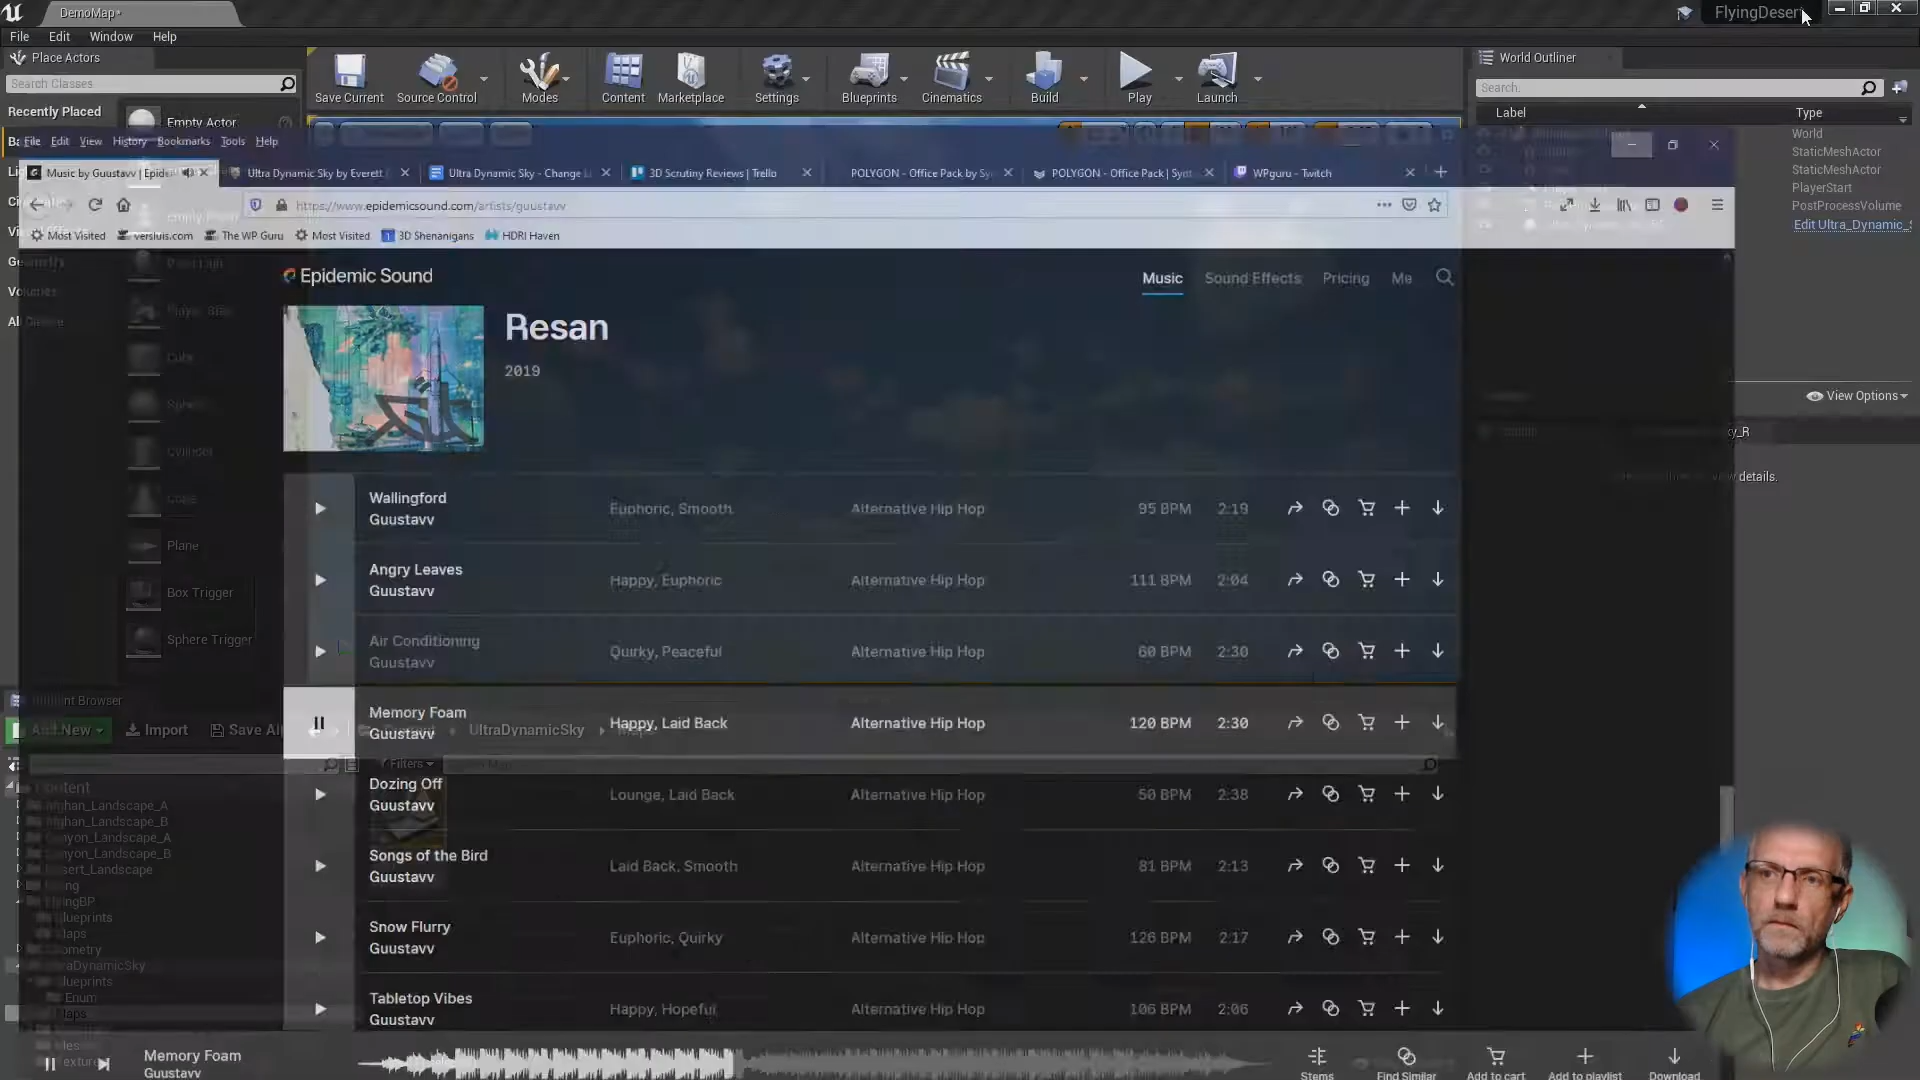 DemoMap*
FlyingDesert
File Edit Window Help
Place Actors
Search Classes
Recently Placed
Empty Actor
Save Current
Source Control
Modes
Content
Marketplace
Settings
Blueprints
Cinematics
Build
Play
Launch
World Outliner
Search.
Label
Type
World
StaticMeshActor
StaticMeshActor
PlayerStart
PostProcessVolume
Edit Ultra_Dynamic_S
View Options
File Edit View History Bookmarks Tools Help
Music by Guustavv | Epide
Ultra Dynamic Sky by Everett
Ultra Dynamic Sky - Change L
3D Scrutiny Reviews | Trello
POLYGON - Office Pack by Sy
POLYGON - Office Pack | Synt
WPguru - Twitch
https://www.epidemicsound.com/artists/guustavv
Most Visited
versluis.com
The WP Guru
Most Visited
3D Shenanigans
HDRI Haven
Epidemic Sound
Music
Sound Effects
Pricing
Me
Resan
2019
Wallingford
Guustavv
Euphoric, Smooth
Alternative Hip Hop
95 BPM
2:19
Angry Leaves
Guustavv
Happy, Euphoric
Alternative Hip Hop
111 BPM
2:04
Air Conditioning
Guustavv
Quirky, Peaceful
Alternative Hip Hop
60 BPM
2:30
Memory Foam
Guustavv
Happy, Laid Back
Alternative Hip Hop
120 BPM
2:30
Dozing Off
Guustavv
Lounge, Laid Back
Alternative Hip Hop
50 BPM
2:38
Songs of the Bird
Guustavv
Laid Back, Smooth
Alternative Hip Hop
81 BPM
2:13
Snow Flurry
Guustavv
Euphoric, Quirky
Alternative Hip Hop
126 BPM
2:17
Tabletop Vibes
Guustavv
Happy, Hopeful
Alternative Hip Hop
106 BPM
2:06
Cube
Cylinder
Plane
Box Trigger
Sphere Trigger
Add New
Import
Save Al
UltraDynamicSky
Filters
Content
Enum
details.
Memory Foam
Guustavv
Stems
Find Similar
Add to cart
Add to playlist
Download